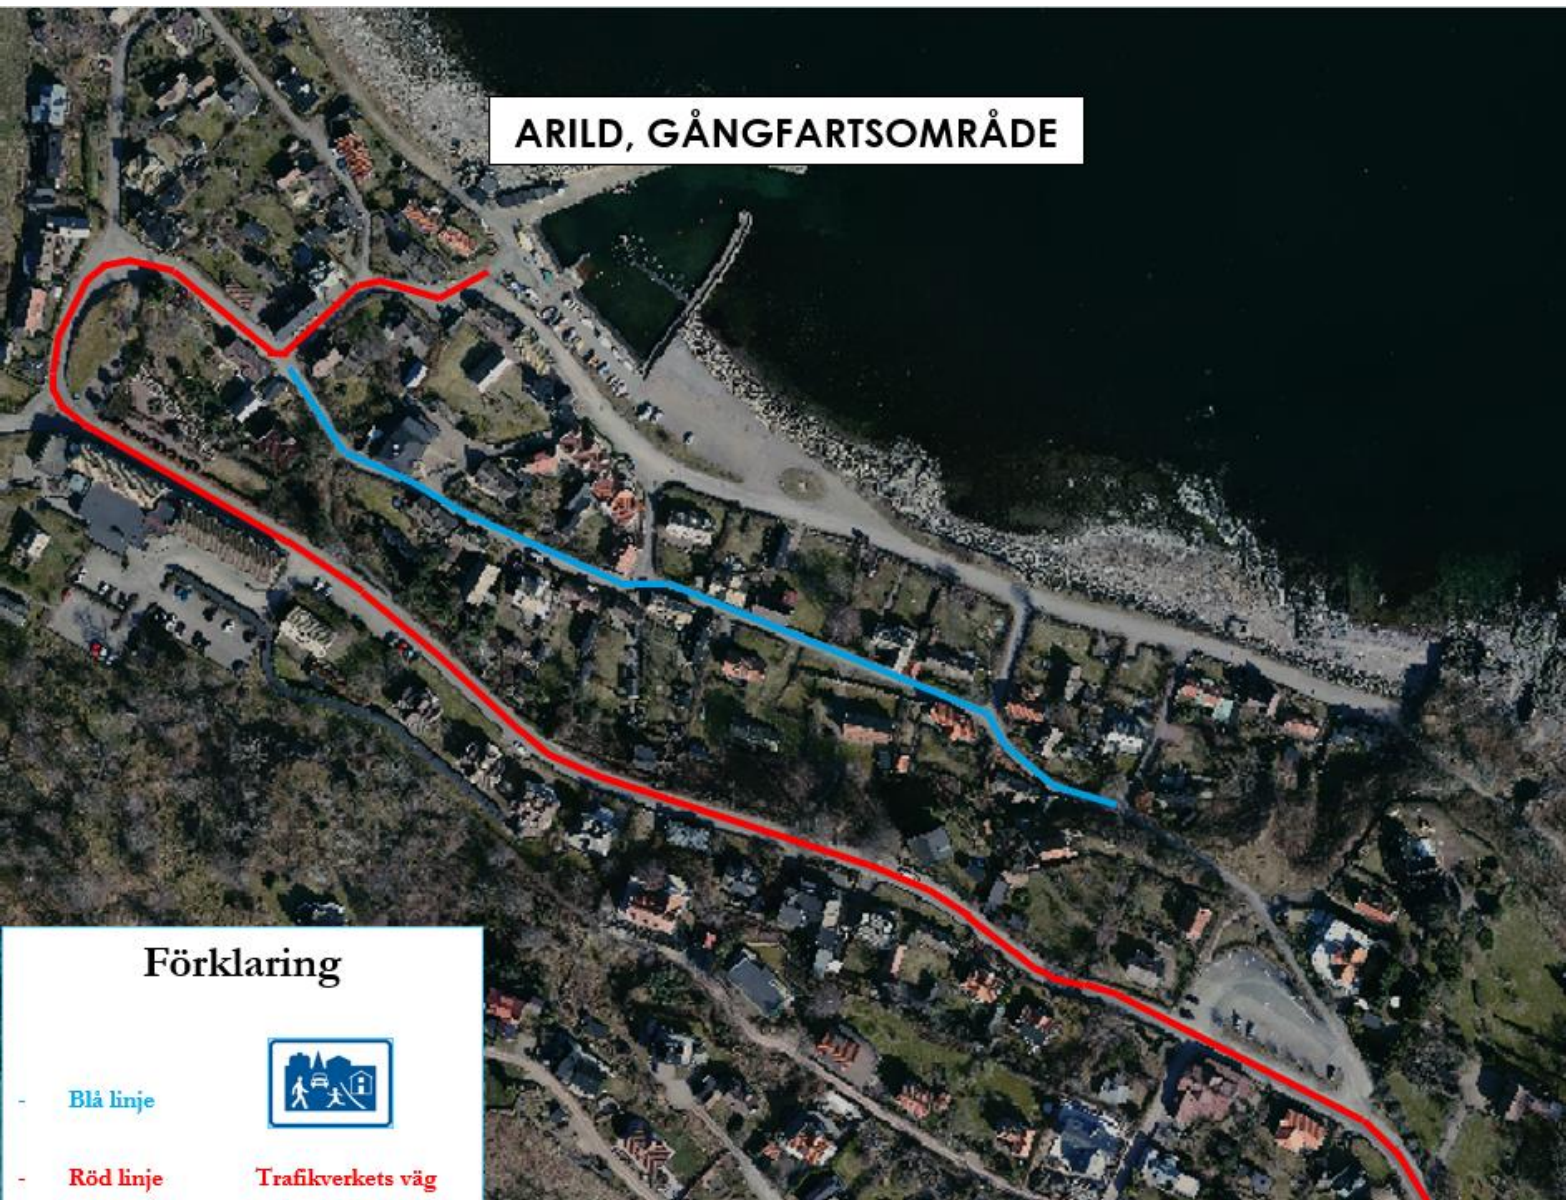 ARILD, GÅNGFARTSOMRÅDE
Förklaring
- Blå linje
- Röd linje Trafikverkets väg